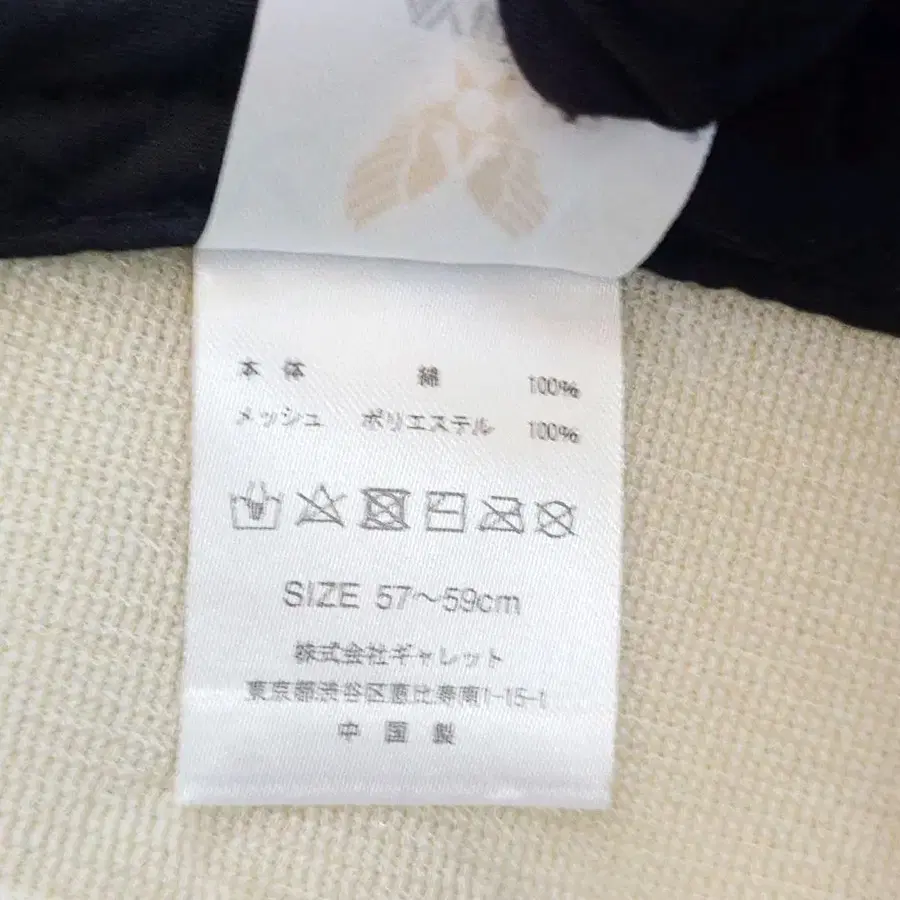 本体 綿 100%
メッシュ ポリエステル 100%
SIZE 57～59cm
株式会社ギャレット
東京都渋谷区恵比寿南1-15-1
中国製